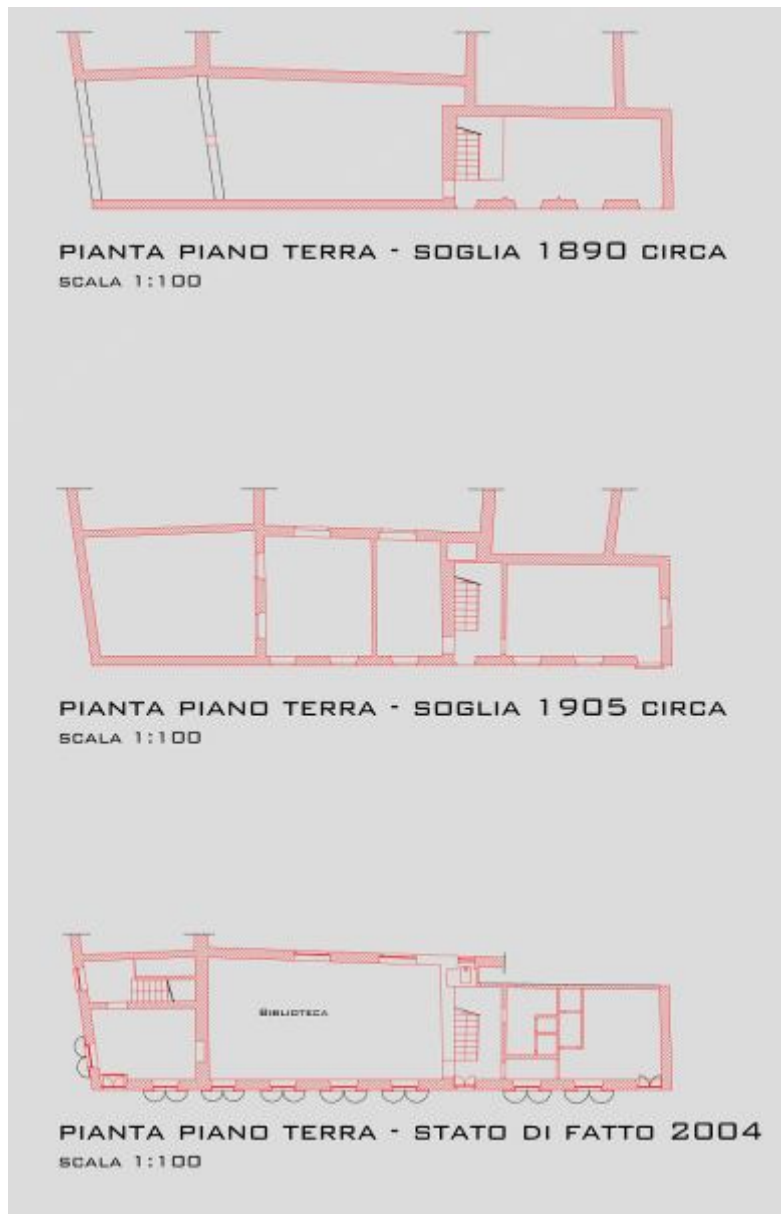 PIANTA PIANO TERRA - SOGLIA 1890 CIRCA
SCALA 1:100
PIANTA PIANO TERRA - SOGLIA 1905 CIRCA
SCALA 1:100
BIBLIOTECA
PIANTA PIANO TERRA - STATO DI FATTO 2004
SCALA 1:100